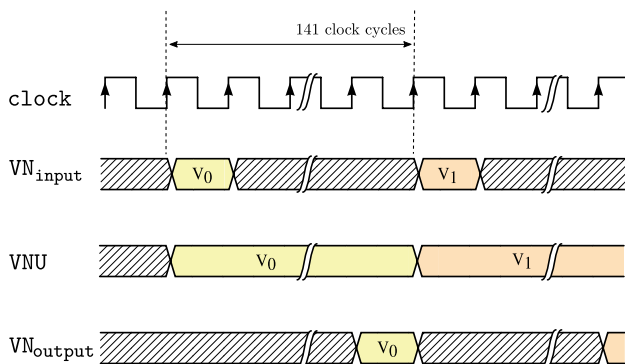 141 clock cycles
clock
VN_input V_0 V_1
VNU V_0 V_1
VN_output V_0